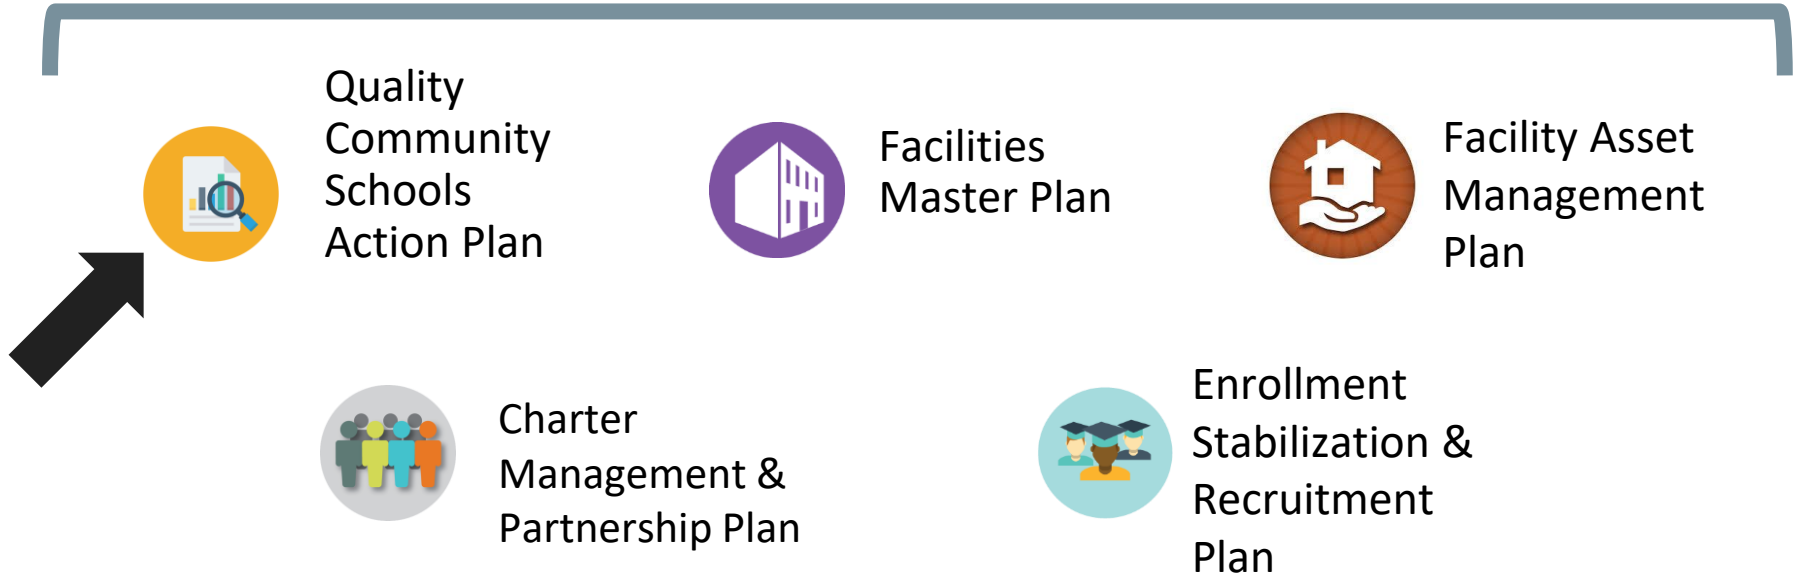 Quality
Community
Schools
Action Plan
Facilities
Master Plan
Facility Asset
Management
Plan
Charter
Management &
Partnership Plan
Enrollment
Stabilization &
Recruitment
Plan